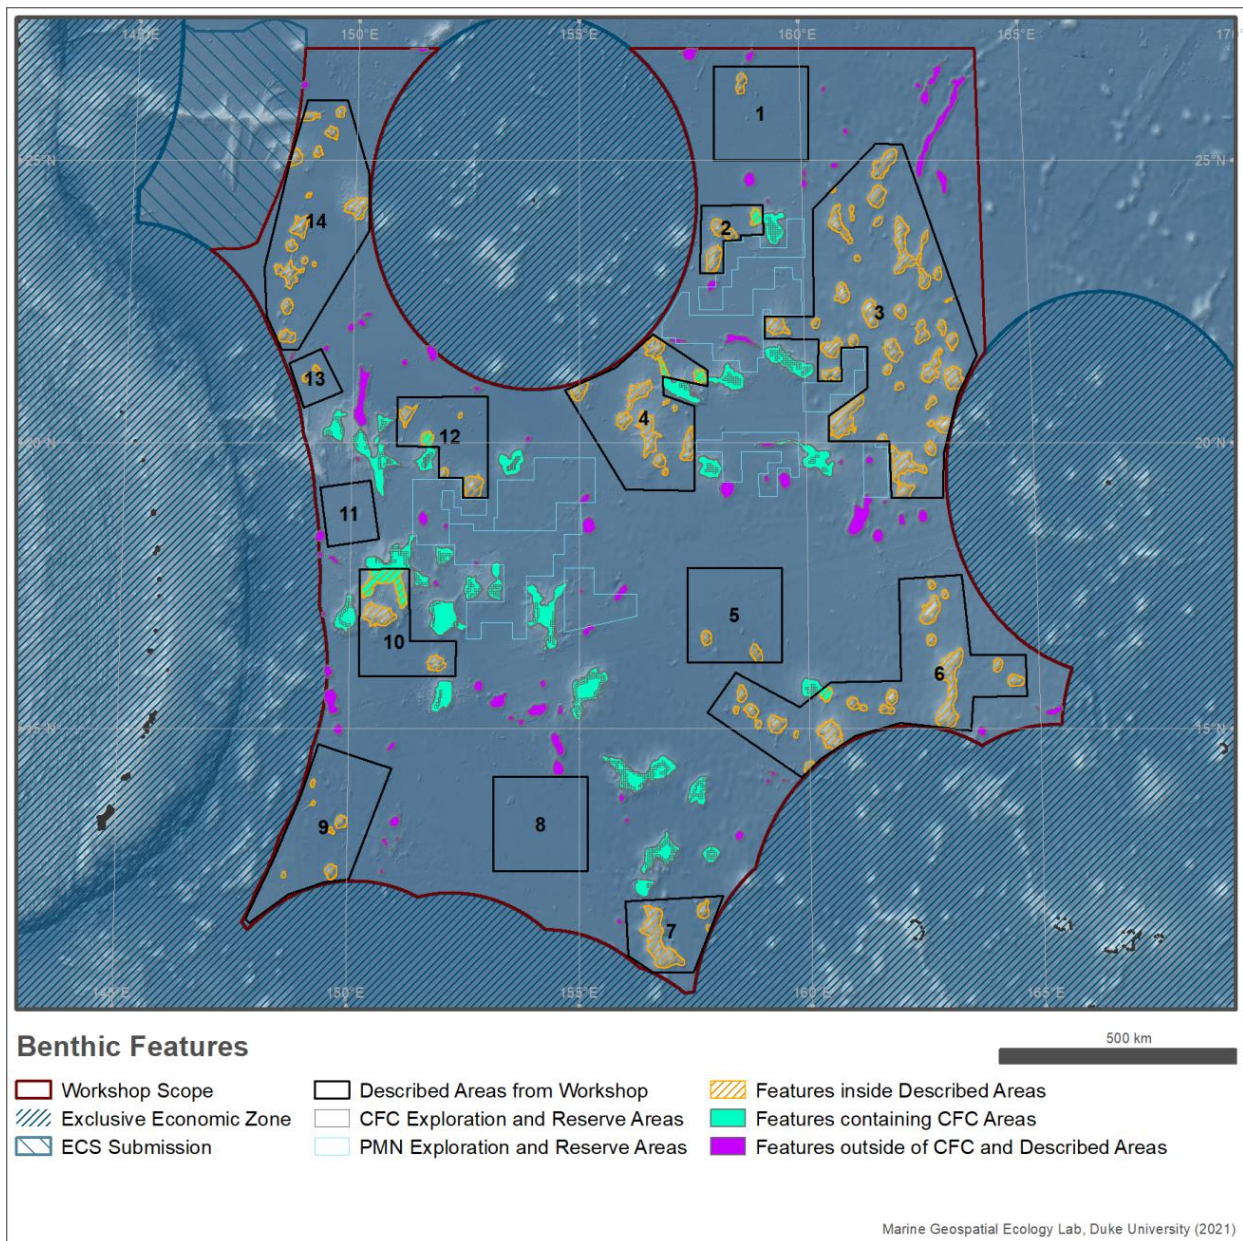 145°E 150°E 155°E 160°E 165°E
1
25°N 25°N
14 2
3
13
4
12
20°N 20°N
11
5
10
6
15°N 15°N
9 8
7
145°E 150°E 155°E 160°E 165°E
Benthic Features
500 km
Workshop Scope
Exclusive Economic Zone
ECS Submission
Described Areas from Workshop
CFC Exploration and Reserve Areas
PMN Exploration and Reserve Areas
Features inside Described Areas
Features containing CFC Areas
Features outside of CFC and Described Areas
Marine Geospatial Ecology Lab, Duke University (2021)